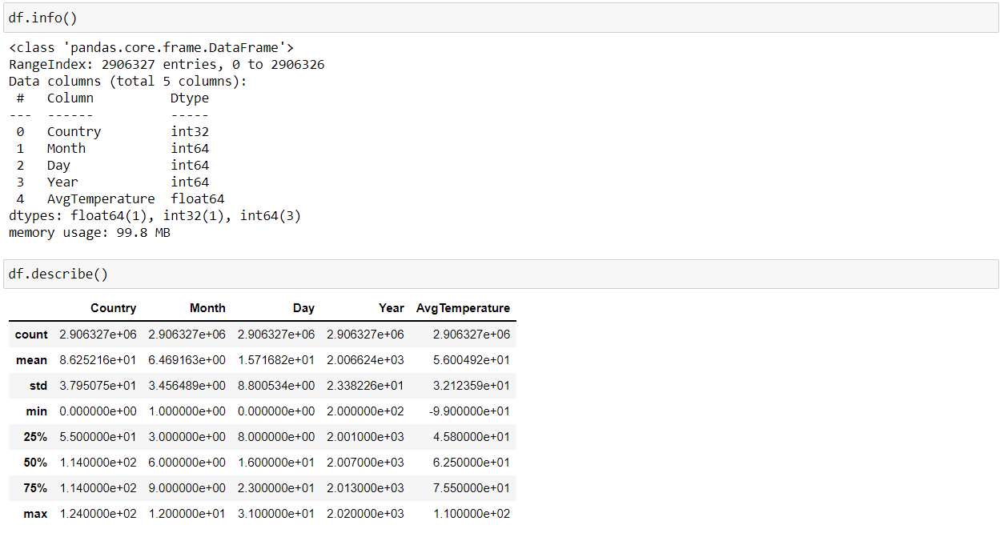 df.info()
<class 'pandas.core.frame.DataFrame'>
RangeIndex: 2906327 entries, 0 to 2906326
Data columns (total 5 columns):
 #   Column          Dtype
---  ------          -----
 0   Country         int32
 1   Month           int64
 2   Day             int64
 3   Year            int64
 4   AvgTemperature  float64
dtypes: float64(1), int32(1), int64(3)
memory usage: 99.8 MB
df.describe()
Country Month Day Year AvgTemperature
count 2.906327e+06 2.906327e+06 2.906327e+06 2.906327e+06 2.906327e+06
mean 8.625216e+01 6.469163e+00 1.571682e+01 2.006624e+03 5.600492e+01
std 3.795075e+01 3.456489e+00 8.800534e+00 2.338226e+01 3.212359e+01
min 0.000000e+00 1.000000e+00 0.000000e+00 2.000000e+02 -9.900000e+01
25% 5.500000e+01 3.000000e+00 8.000000e+00 2.001000e+03 4.580000e+01
50% 1.140000e+02 6.000000e+00 1.600000e+01 2.007000e+03 6.250000e+01
75% 1.140000e+02 9.000000e+00 2.300000e+01 2.013000e+03 7.550000e+01
max 1.240000e+02 1.200000e+01 3.100000e+01 2.020000e+03 1.100000e+02